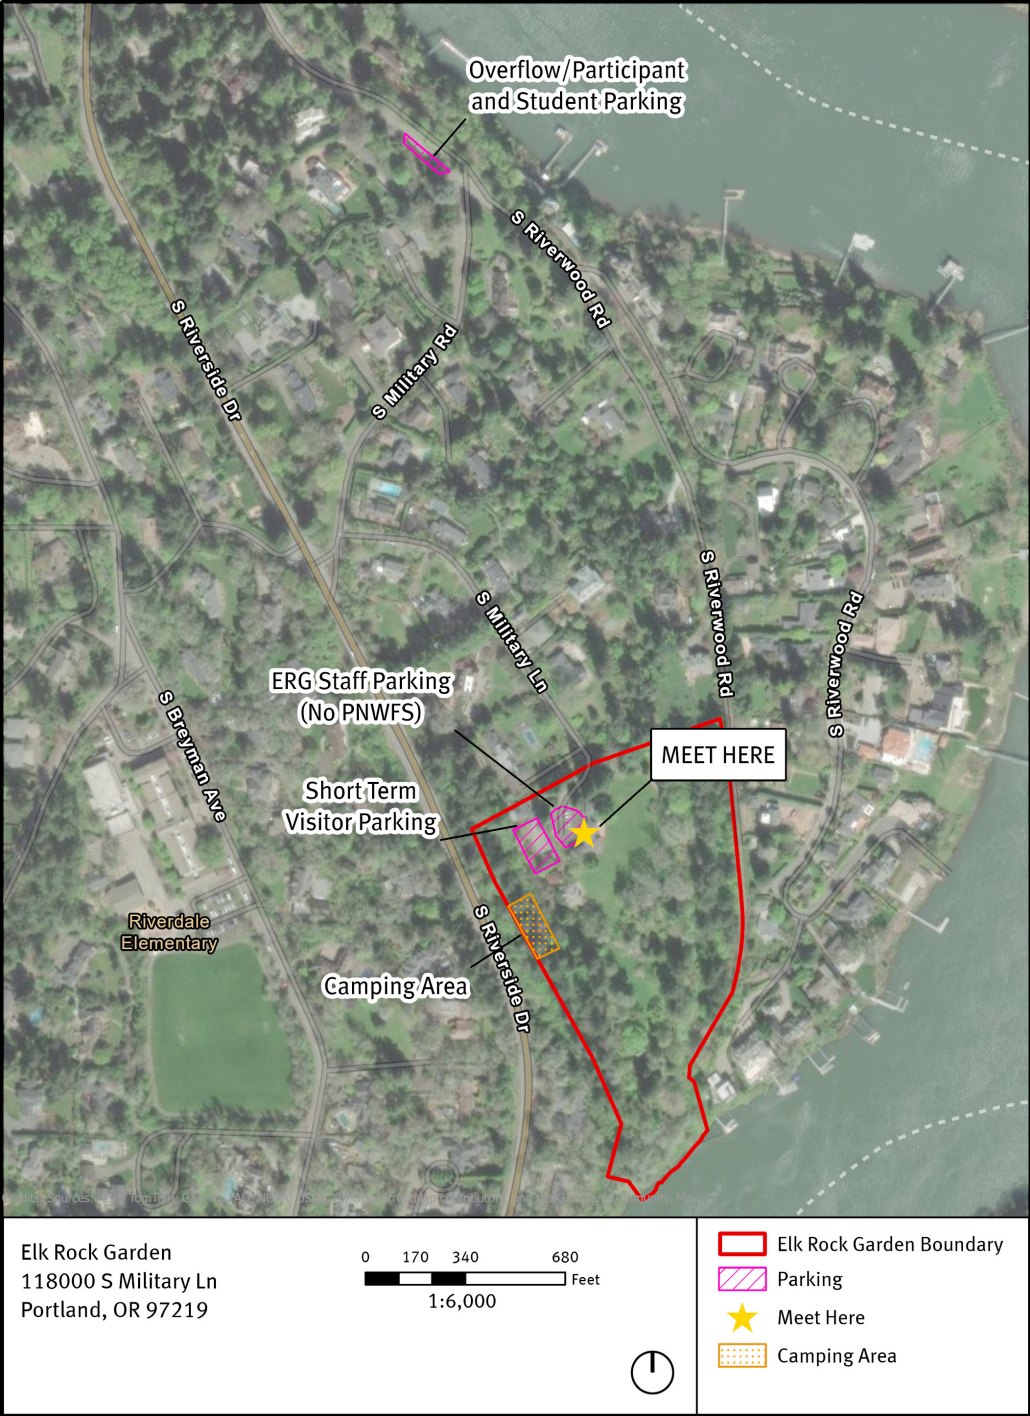 Overflow/Participant
and Student Parking
S Riverwood Rd
S Riverside Dr
S Military Rd
S Riverwood Rd
S Military Ln
S Riverwood Rd
ERG Staff Parking
(No PNWFS)
S Breyman Ave
MEET HERE
Short Term
Visitor Parking
Riverdale
Elementary
S Riverside Dr
Camping Area
Sources: TomTom,
Community,
Elk Rock Garden
118000 S Military Ln
Portland, OR 97219
0 170 340 680
Feet
1:6,000
Elk Rock Garden Boundary
Parking
Meet Here
Camping Area